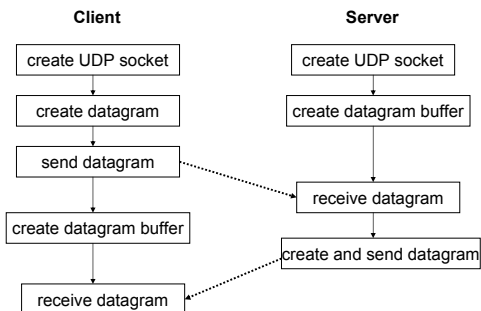 Client
create UDP socket
create datagram
send datagram
create datagram buffer
receive datagram
Server
create UDP socket
create datagram buffer
receive datagram
create and send datagram